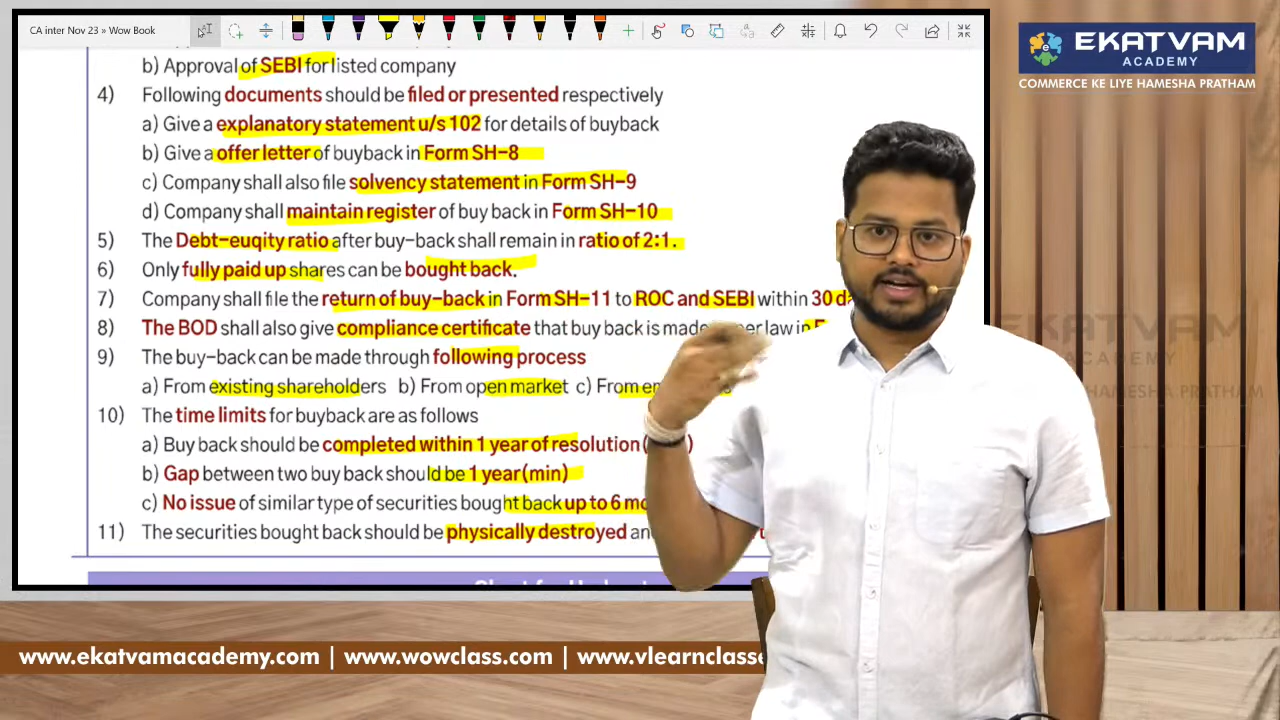 CA inter Nov 23 » Wow Book
b) Approval of SEBI for listed company
4) Following documents should be filed or presented respectively
a) Give a explanatory statement u/s 102 for details of buyback
b) Give a offer letter of buyback in Form SH-8
c) Company shall also file solvency statement in Form SH-9
d) Company shall maintain register of buy back in Form SH-10
5) The Debt-euqity ratio after buy-back shall remain in ratio of 2:1.
6) Only fully paid up shares can be bought back.
7) Company shall file the return of buy-back in Form SH-11 to ROC and SEBI within 30
8) The BOD shall also give compliance certificate that buy back is made law in
9) The buy-back can be made through following process
a) From existing shareholders b) From open market c) From
10) The time limits for buyback are as follows
a) Buy back should be completed within 1 year of resolution
b) Gap between two buy back should be 1 year(min)
c) No issue of similar type of securities bought back up to 6
11) The securities bought back should be physically destroyed
EKATVAM
ACADEMY
COMMERCE KE LIYE HAMESHA PRATHAM
EKATVAM
ACADEMY
HAMESHA PRATHAM
www.ekatvamacademy.com | www.wowclass.com | www.vlearnclasse